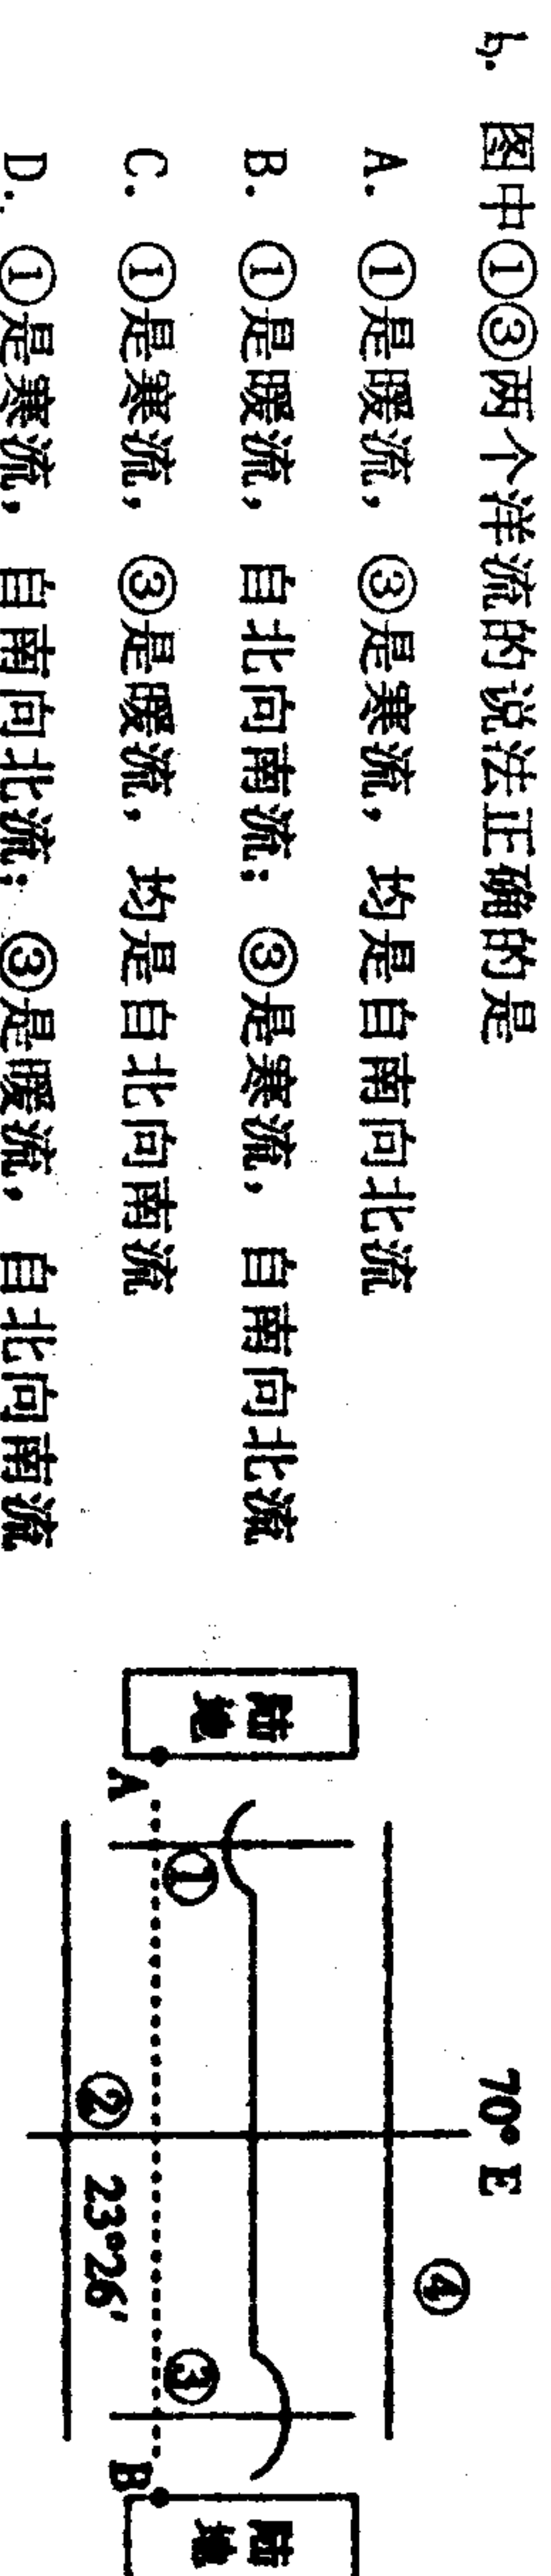 5. 图中①③两个洋流的说法正确的是
A. ①是暖流，③是寒流，均是自南向北流
B. ①是暖流，自北向南流；③是寒流，自南向北流
C. ①是寒流，③是暖流，均是自北向南流
D. ①是寒流，自南向北流；③是暖流，自北向南流
70° E
④
陆地
①
③
陆地
A
②
23°26′
B